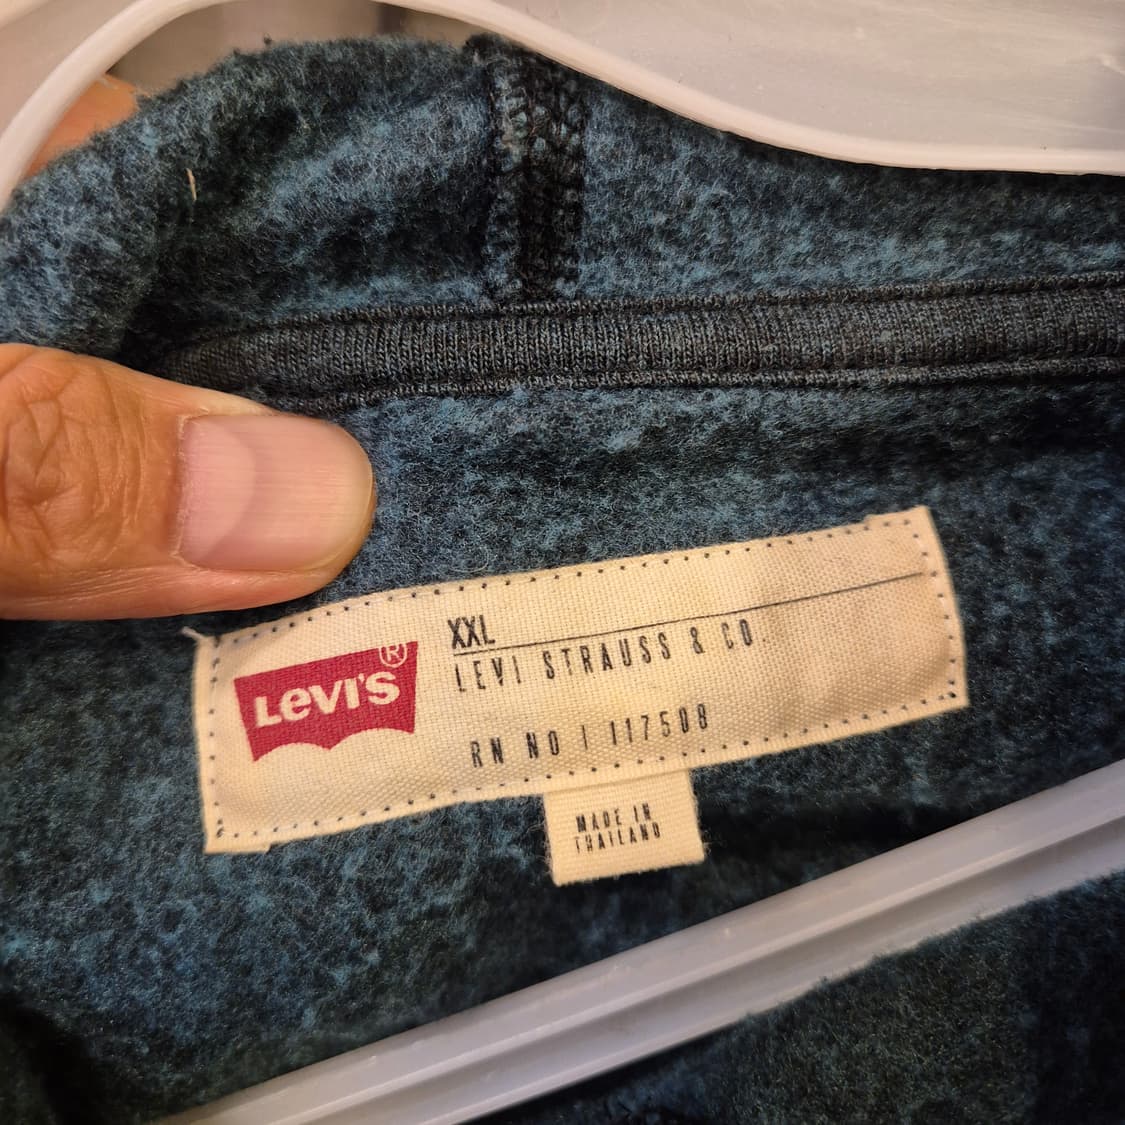 LEVI'S®
XXL
LEVI STRAUSS & CO
RN NO | 117508
MADE IN
THAILAND